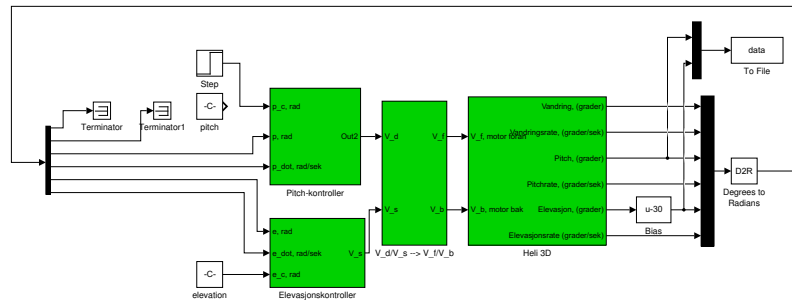 data
To File
Step
-C-
pitch
Terminator
Terminator1
p_c, rad
p, rad
p_dot, rad/sek
Out2
Pitch-kontroller
V_d
V_s
V_f
V_b
V_d/V_s --> V_f/V_b
V_f, motor foran
V_b, motor bak
Vandring, (grader)
Vandringsrate, (grader/sek)
Pitch, (grader)
Pitchrate, (grader/sek)
Elevasjon, (grader)
Elevasjonsrate (grader/sek)
Heli 3D
u-30
Bias
D2R
Degrees to
Radians
e, rad
e_dot, rad/sek
e_c, rad
V_s
Elevasjonskontroller
-C-
elevation